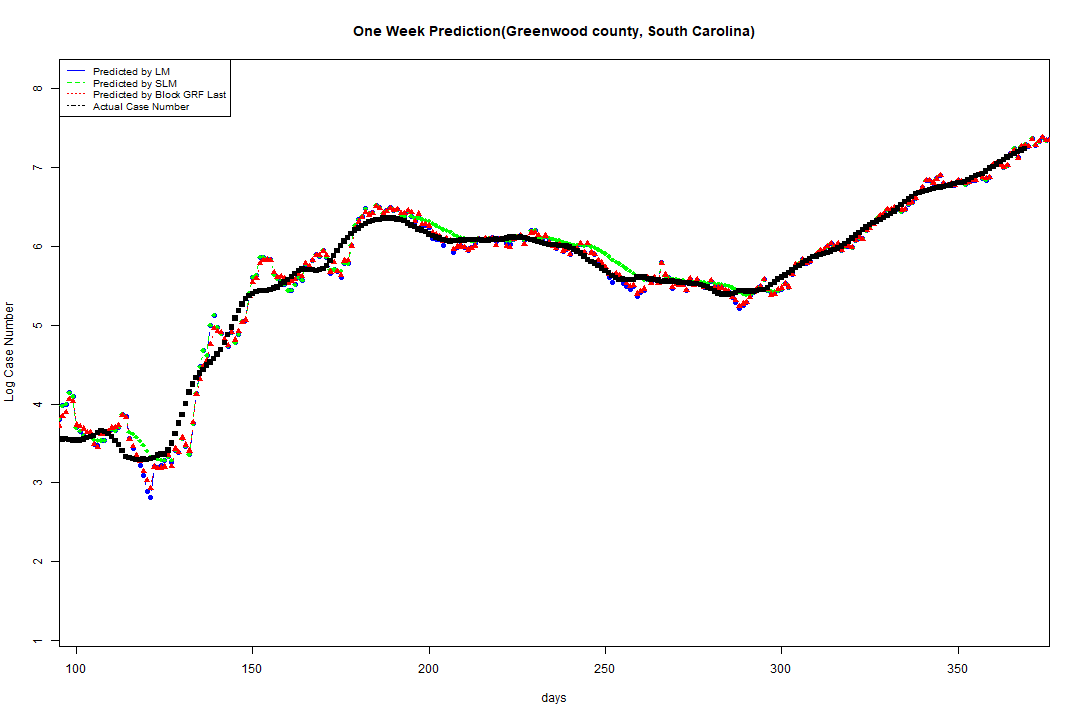 One Week Prediction(Greenwood county, South Carolina)
Predicted by LM
Predicted by SLM
Predicted by Block GRF Last
Actual Case Number
8
7
6
5
4
3
2
1
Log Case Number
100 150 200 250 300 350
days